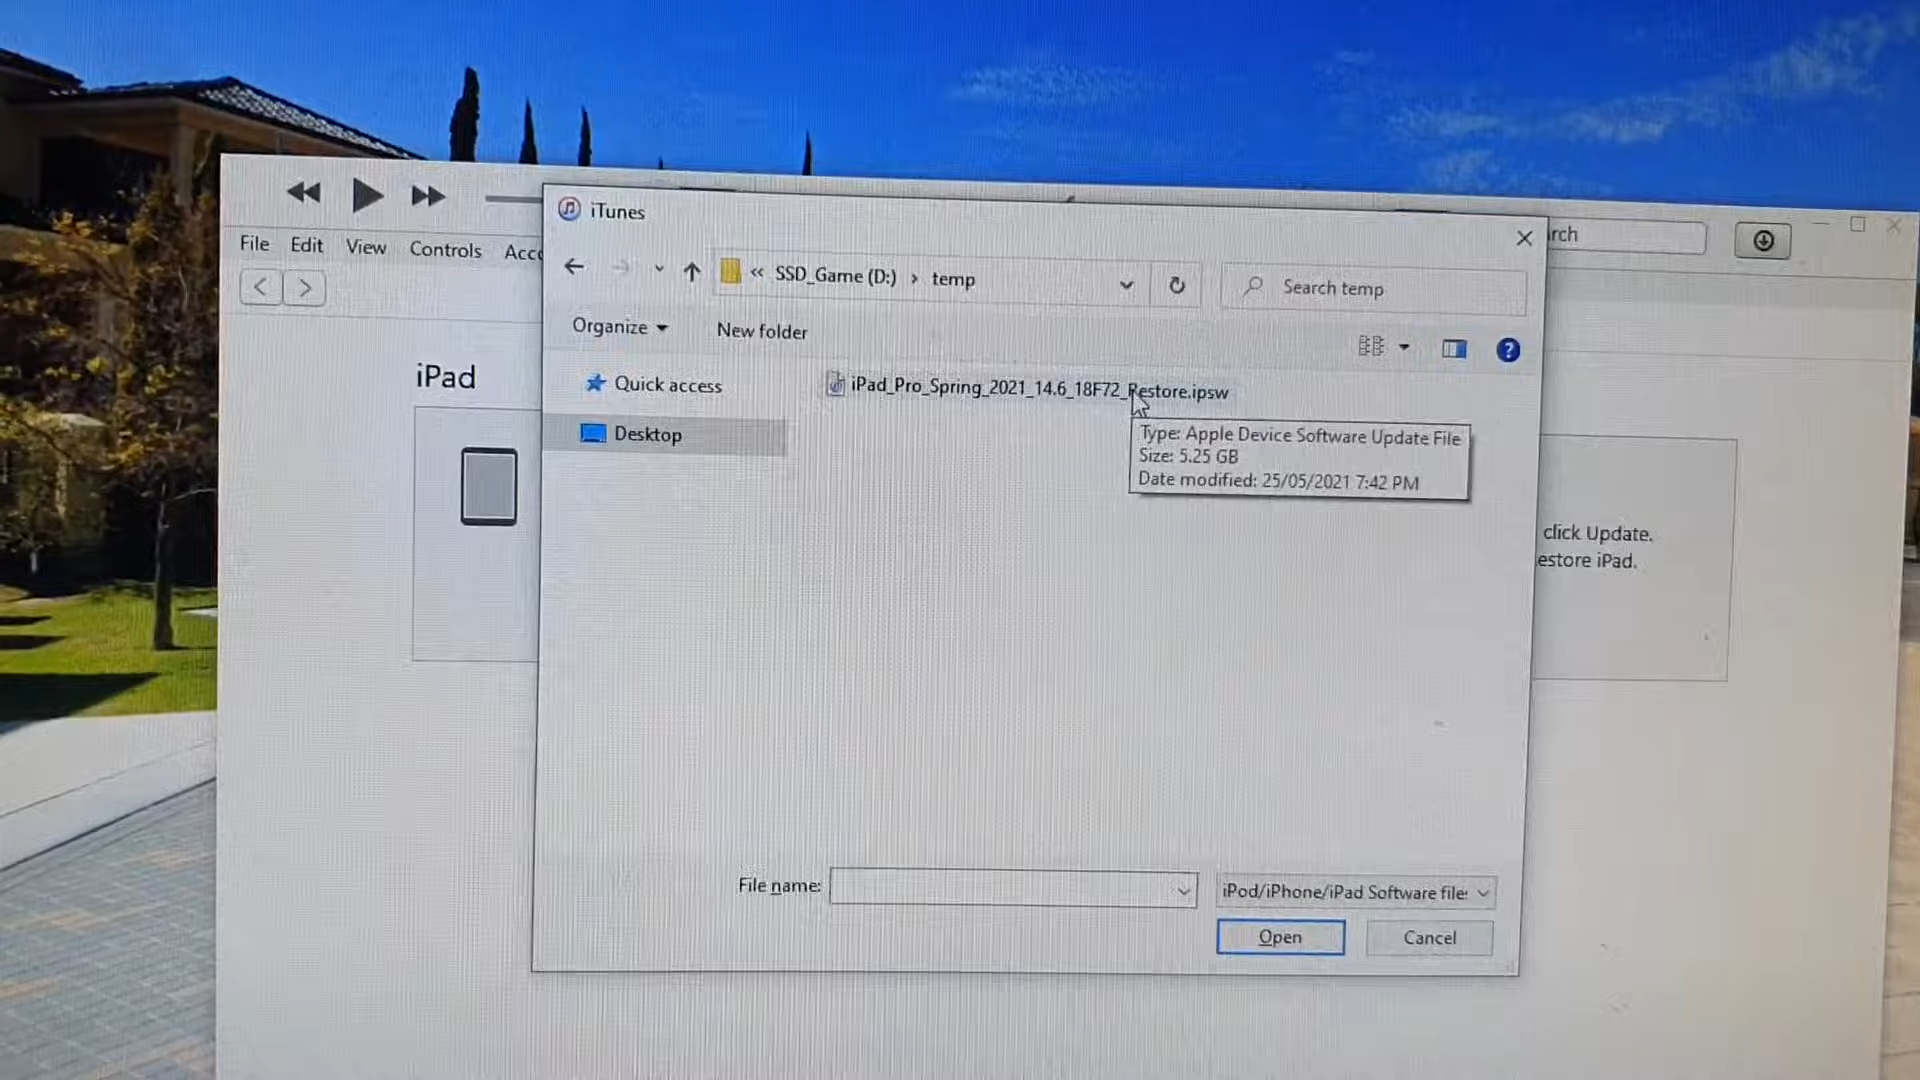 iTunes
rch
File Edit View Controls Acco
« SSD_Game (D:) › temp
Search temp
Organize
New folder
iPad
Quick access
iPad_Pro_Spring_2021_14.6_18F72_Restore.ipsw
Desktop
Type: Apple Device Software Update File
Size: 5.25 GB
Date modified: 25/05/2021 7:42 PM
click Update.
estore iPad.
File name:
iPod/iPhone/iPad Software file:
Open
Cancel